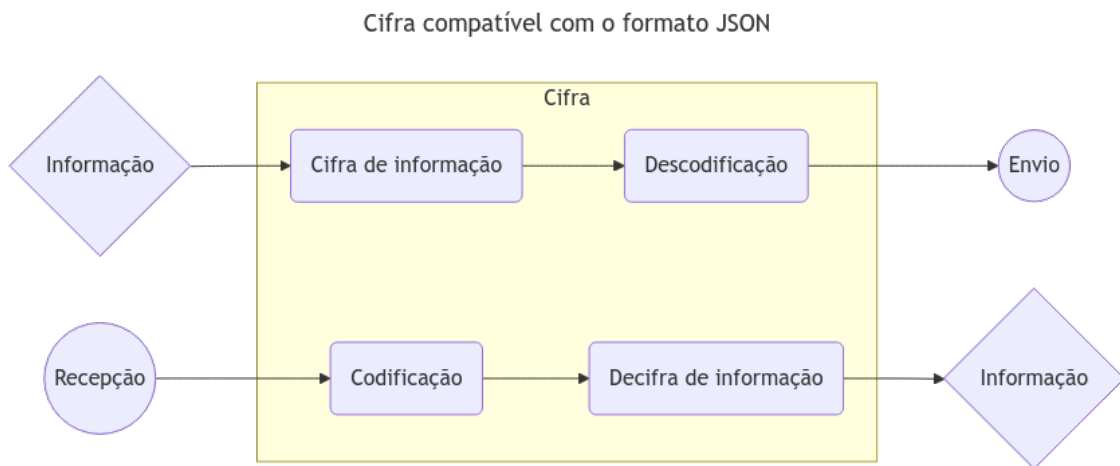 Cifra compatível com o formato JSON
Cifra
Informação
Cifra de informação
Descodificação
Envio
Recepção
Codificação
Decifra de informação
Informação